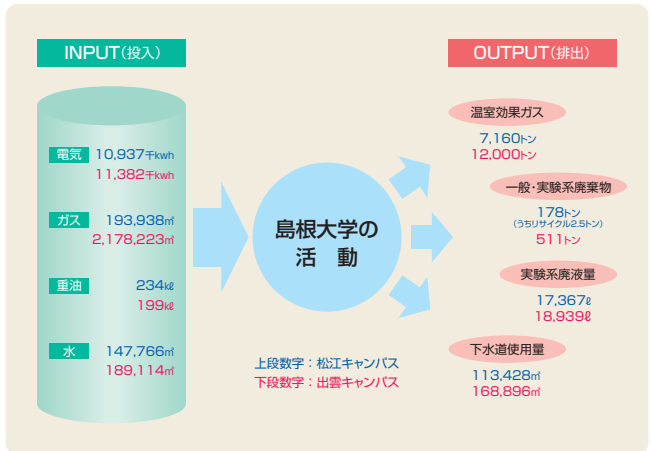 INPUT(投入)
電気 10,937千kwh
11,382千kwh
ガス 193,938㎥
2,178,223㎥
重油 234kℓ
199kℓ
水 147,766㎥
189,114㎥
島根大学の
活　動
上段数字：松江キャンパス
下段数字：出雲キャンパス
OUTPUT(排出)
温室効果ガス
7,160トン
12,000トン
一般・実験系廃棄物
178トン
(うちリサイクル2.5トン)
511トン
実験系廃液量
17,367ℓ
18,939ℓ
下水道使用量
113,428㎥
168,896㎥